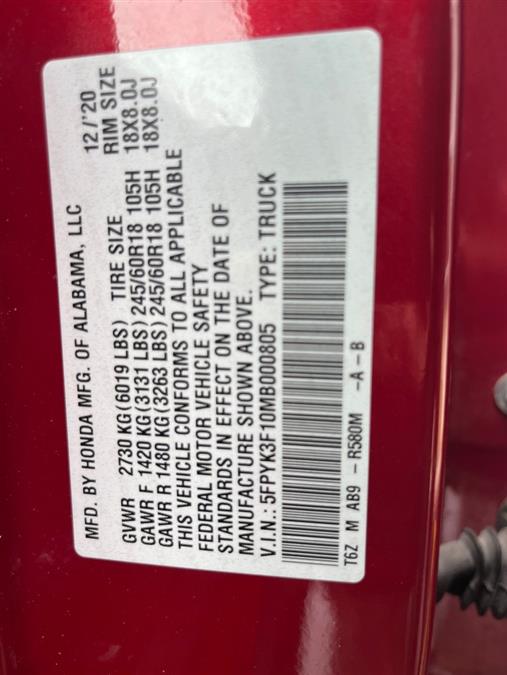 MFD. BY HONDA MFG. OF ALABAMA, LLC 12/'20
GVWR 2730 KG (6019 LBS) TIRE SIZE RIM SIZE
GAWR F 1420 KG (3131 LBS) 245/60R18 105H 18X8.0J
GAWR R 1480 KG (3263 LBS) 245/60R18 105H 18X8.0J
THIS VEHICLE CONFORMS TO ALL APPLICABLE
FEDERAL MOTOR VEHICLE SAFETY
STANDARDS IN EFFECT ON THE DATE OF
MANUFACTURE SHOWN ABOVE.
V.I.N.: 5FPYK3F10MB000805 TYPE: TRUCK
T6Z M AB9 -R580M -A -B